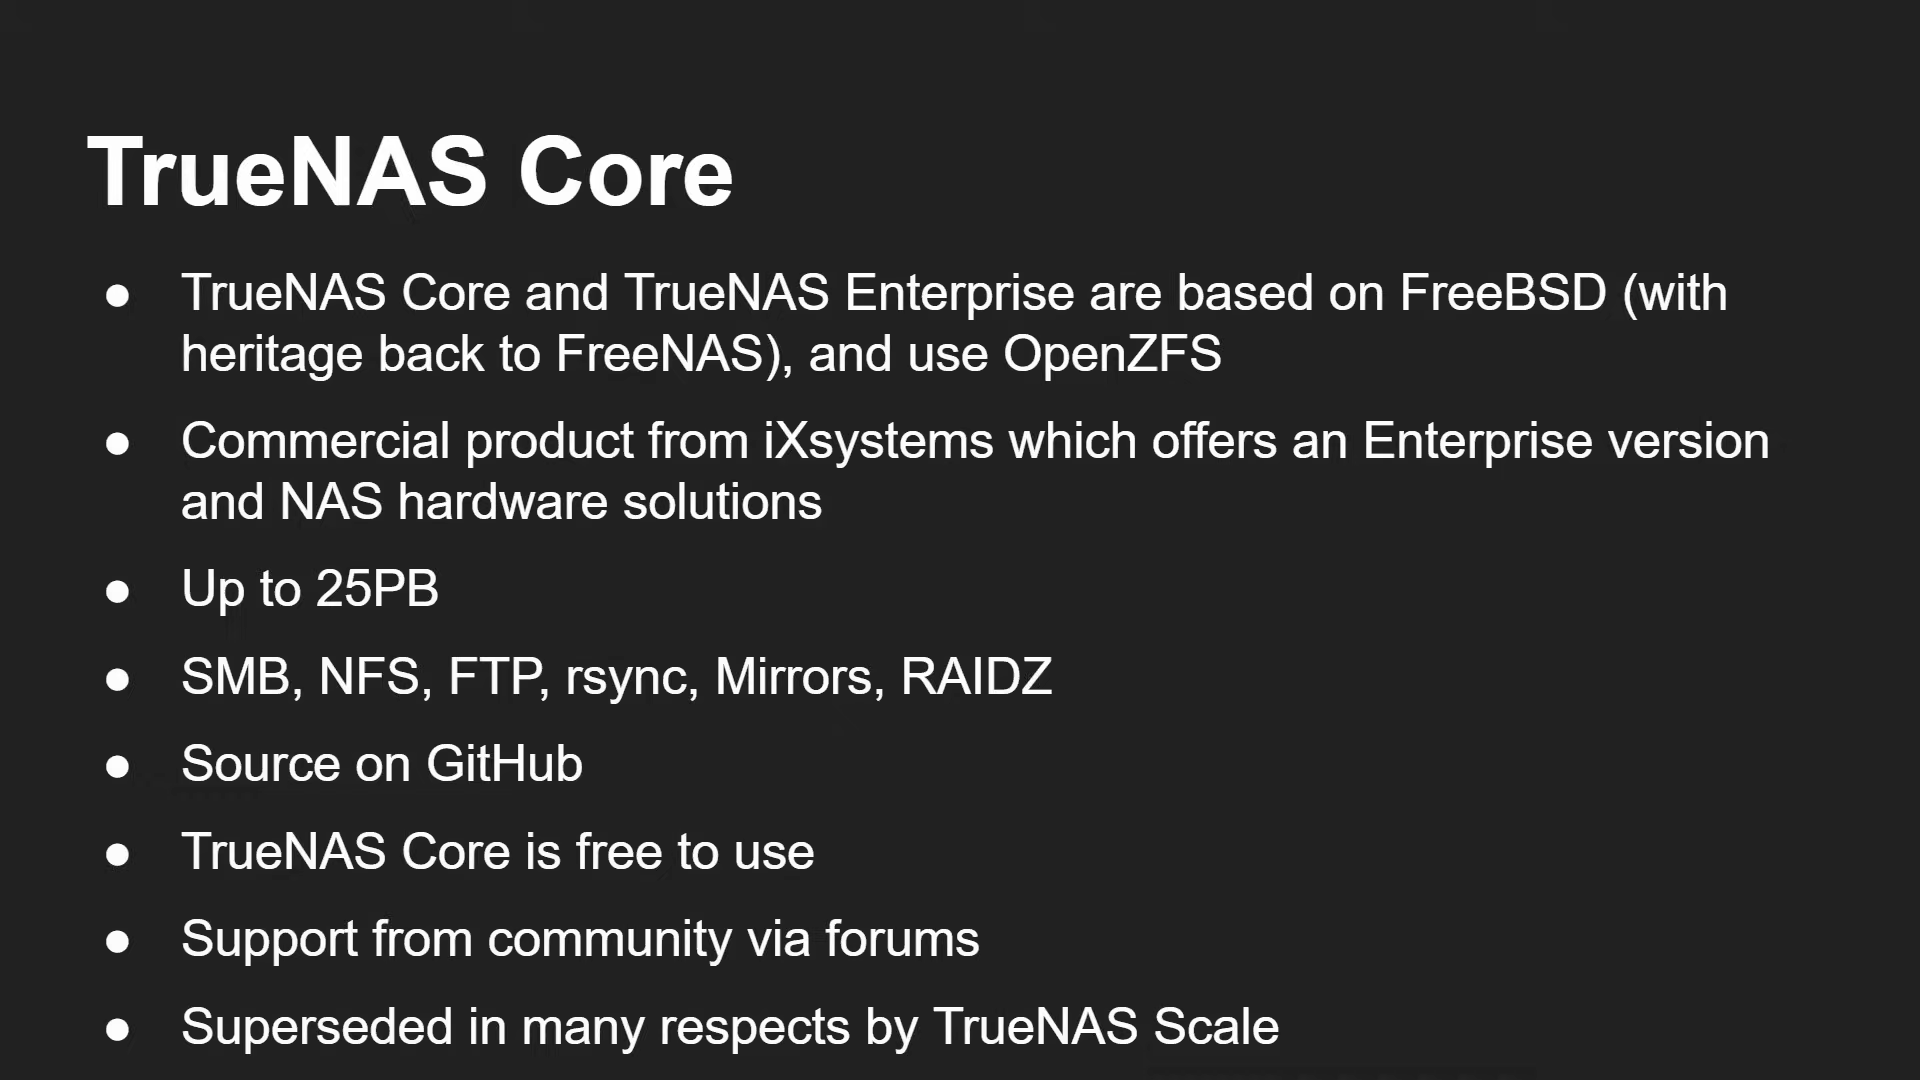 TrueNAS Core
● TrueNAS Core and TrueNAS Enterprise are based on FreeBSD (with
heritage back to FreeNAS), and use OpenZFS
● Commercial product from iXsystems which offers an Enterprise version
and NAS hardware solutions
● Up to 25PB
● SMB, NFS, FTP, rsync, Mirrors, RAIDZ
● Source on GitHub
● TrueNAS Core is free to use
● Support from community via forums
● Superseded in many respects by TrueNAS Scale